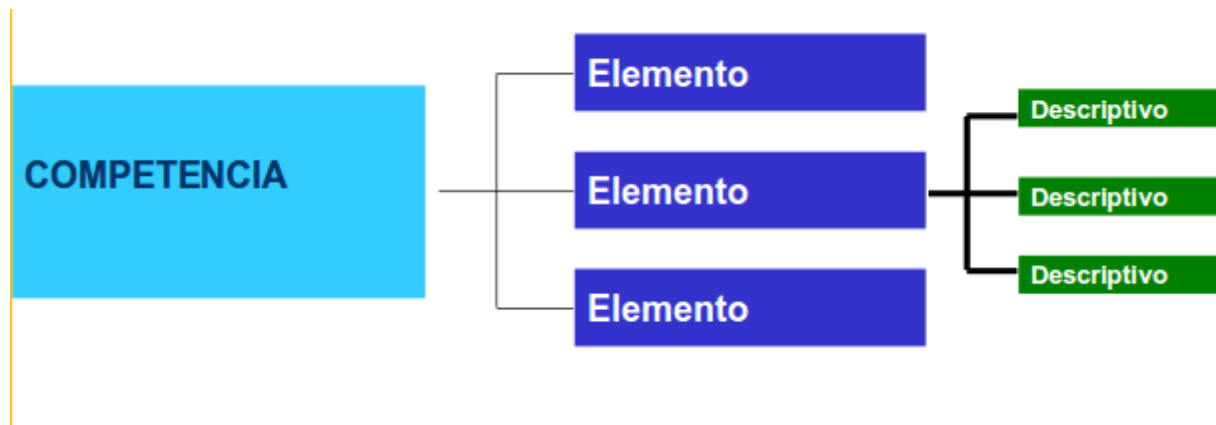 COMPETENCIA
Elemento
Elemento
Elemento
Descriptivo
Descriptivo
Descriptivo